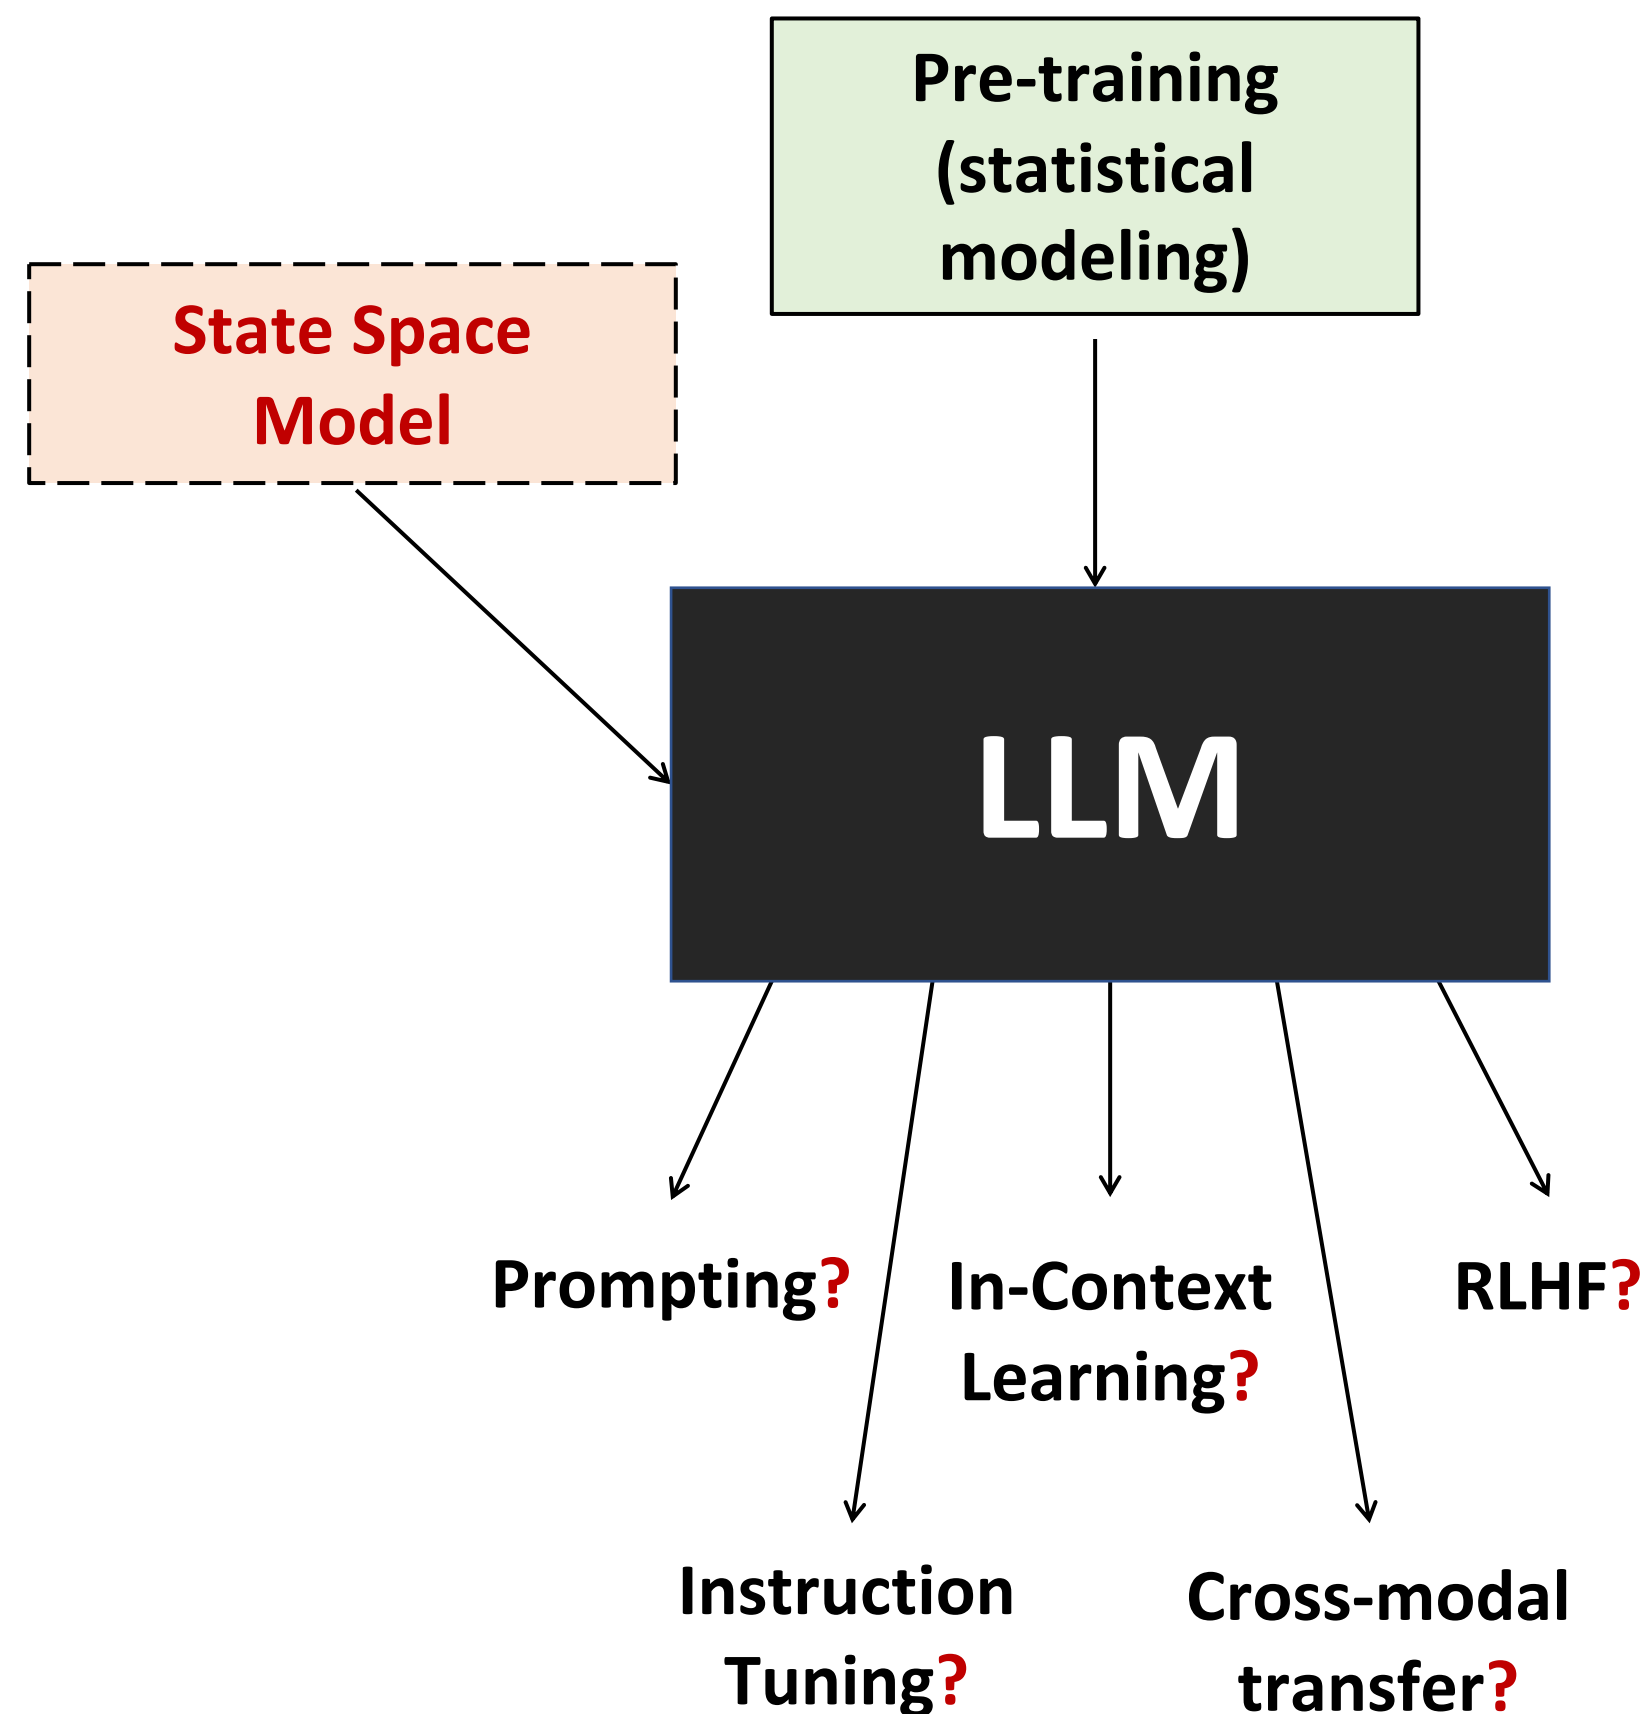 Pre-training
(statistical
modeling)
State Space
Model
LLM
Prompting?
In-Context
Learning?
RLHF?
Instruction
Tuning?
Cross-modal
transfer?